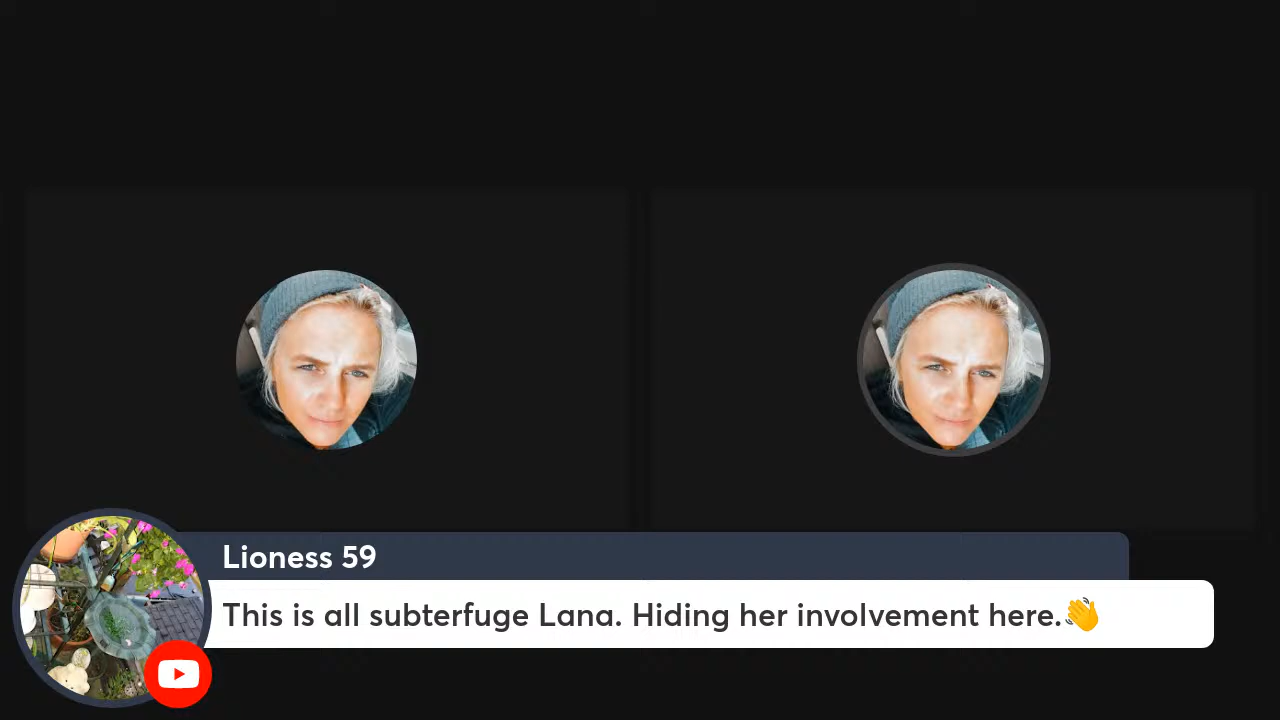 Lioness 59
This is all subterfuge Lana. Hiding her involvement here.👋